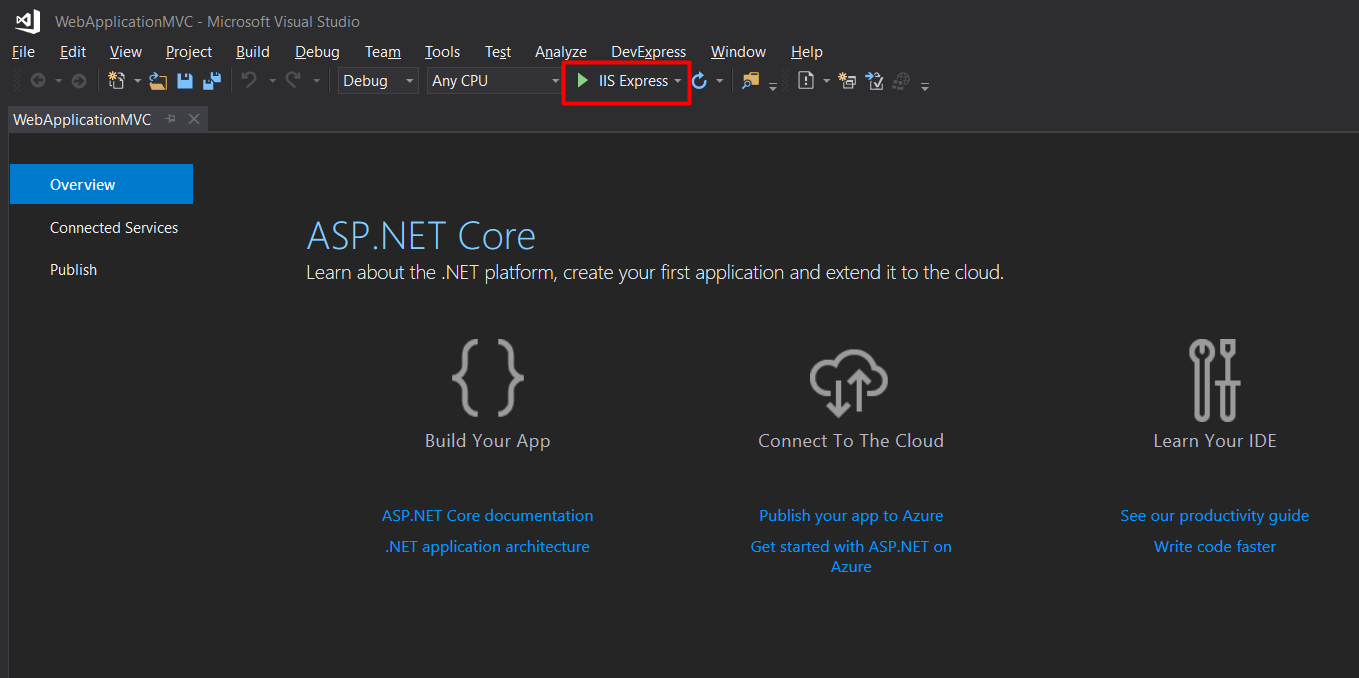 WebApplicationMVC - Microsoft Visual Studio
File Edit View Project Build Debug Team Tools Test Analyze DevExpress Window Help
Debug Any CPU IIS Express
WebApplicationMVC
Overview
Connected Services
Publish
ASP.NET Core
Learn about the .NET platform, create your first application and extend it to the cloud.
Build Your App
ASP.NET Core documentation
.NET application architecture
Connect To The Cloud
Publish your app to Azure
Get started with ASP.NET on
Azure
Learn Your IDE
See our productivity guide
Write code faster